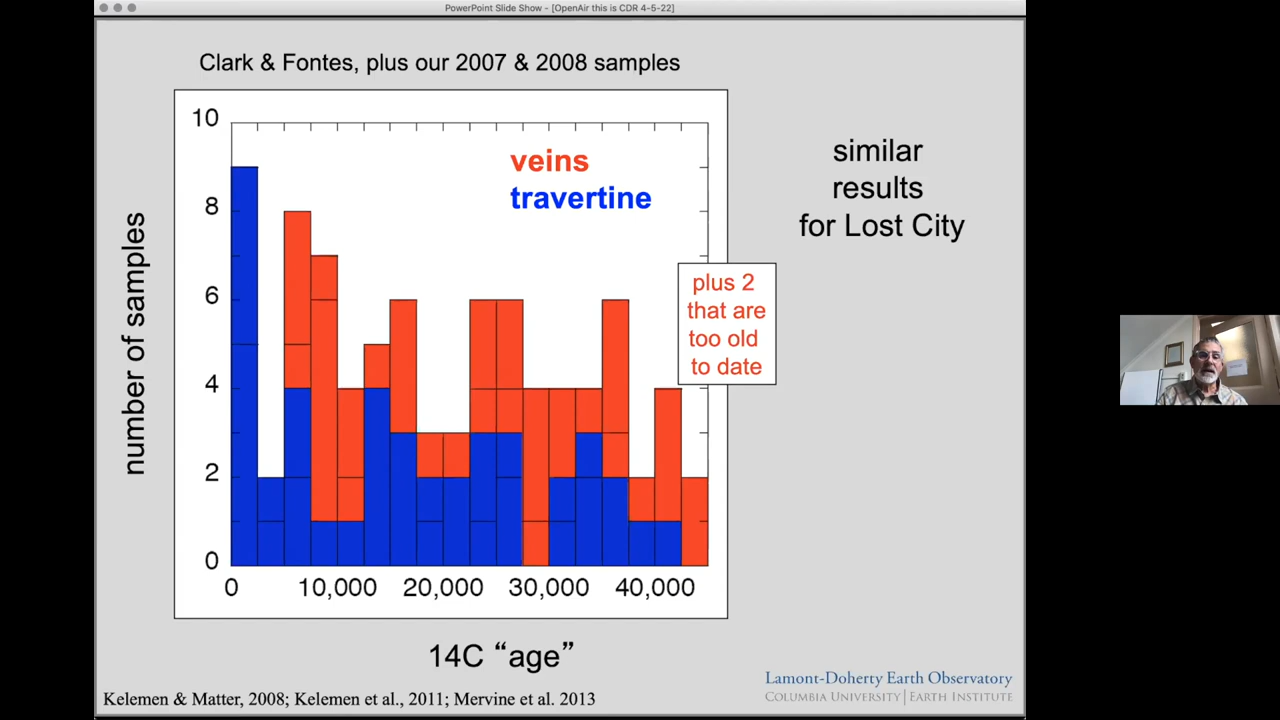 PowerPoint Slide Show - [OpenAir this is CDR 4-5-22]
Clark & Fontes, plus our 2007 & 2008 samples
10
8
6
4
2
0
number of samples
veins
travertine
plus 2
that are
too old
to date
0 10,000 20,000 30,000 40,000
14C “age”
similar
results
for Lost City
Kelemen & Matter, 2008; Kelemen et al., 2011; Mervine et al. 2013
Lamont-Doherty Earth Observatory
COLUMBIA UNIVERSITY | EARTH INSTITUTE